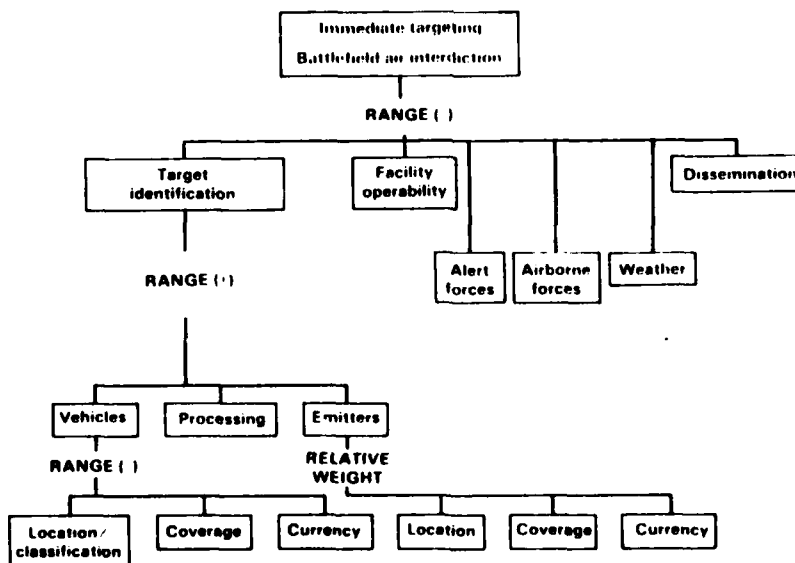 Immediate targeting
Battlefield air interdiction
RANGE ( )
Target
identification
Facility
operability
Dissemination
Alert
forces
Airborne
forces
Weather
RANGE (+)
Vehicles
Processing
Emitters
RANGE ( )
RELATIVE
WEIGHT
Location/
classification
Coverage
Currency
Location
Coverage
Currency